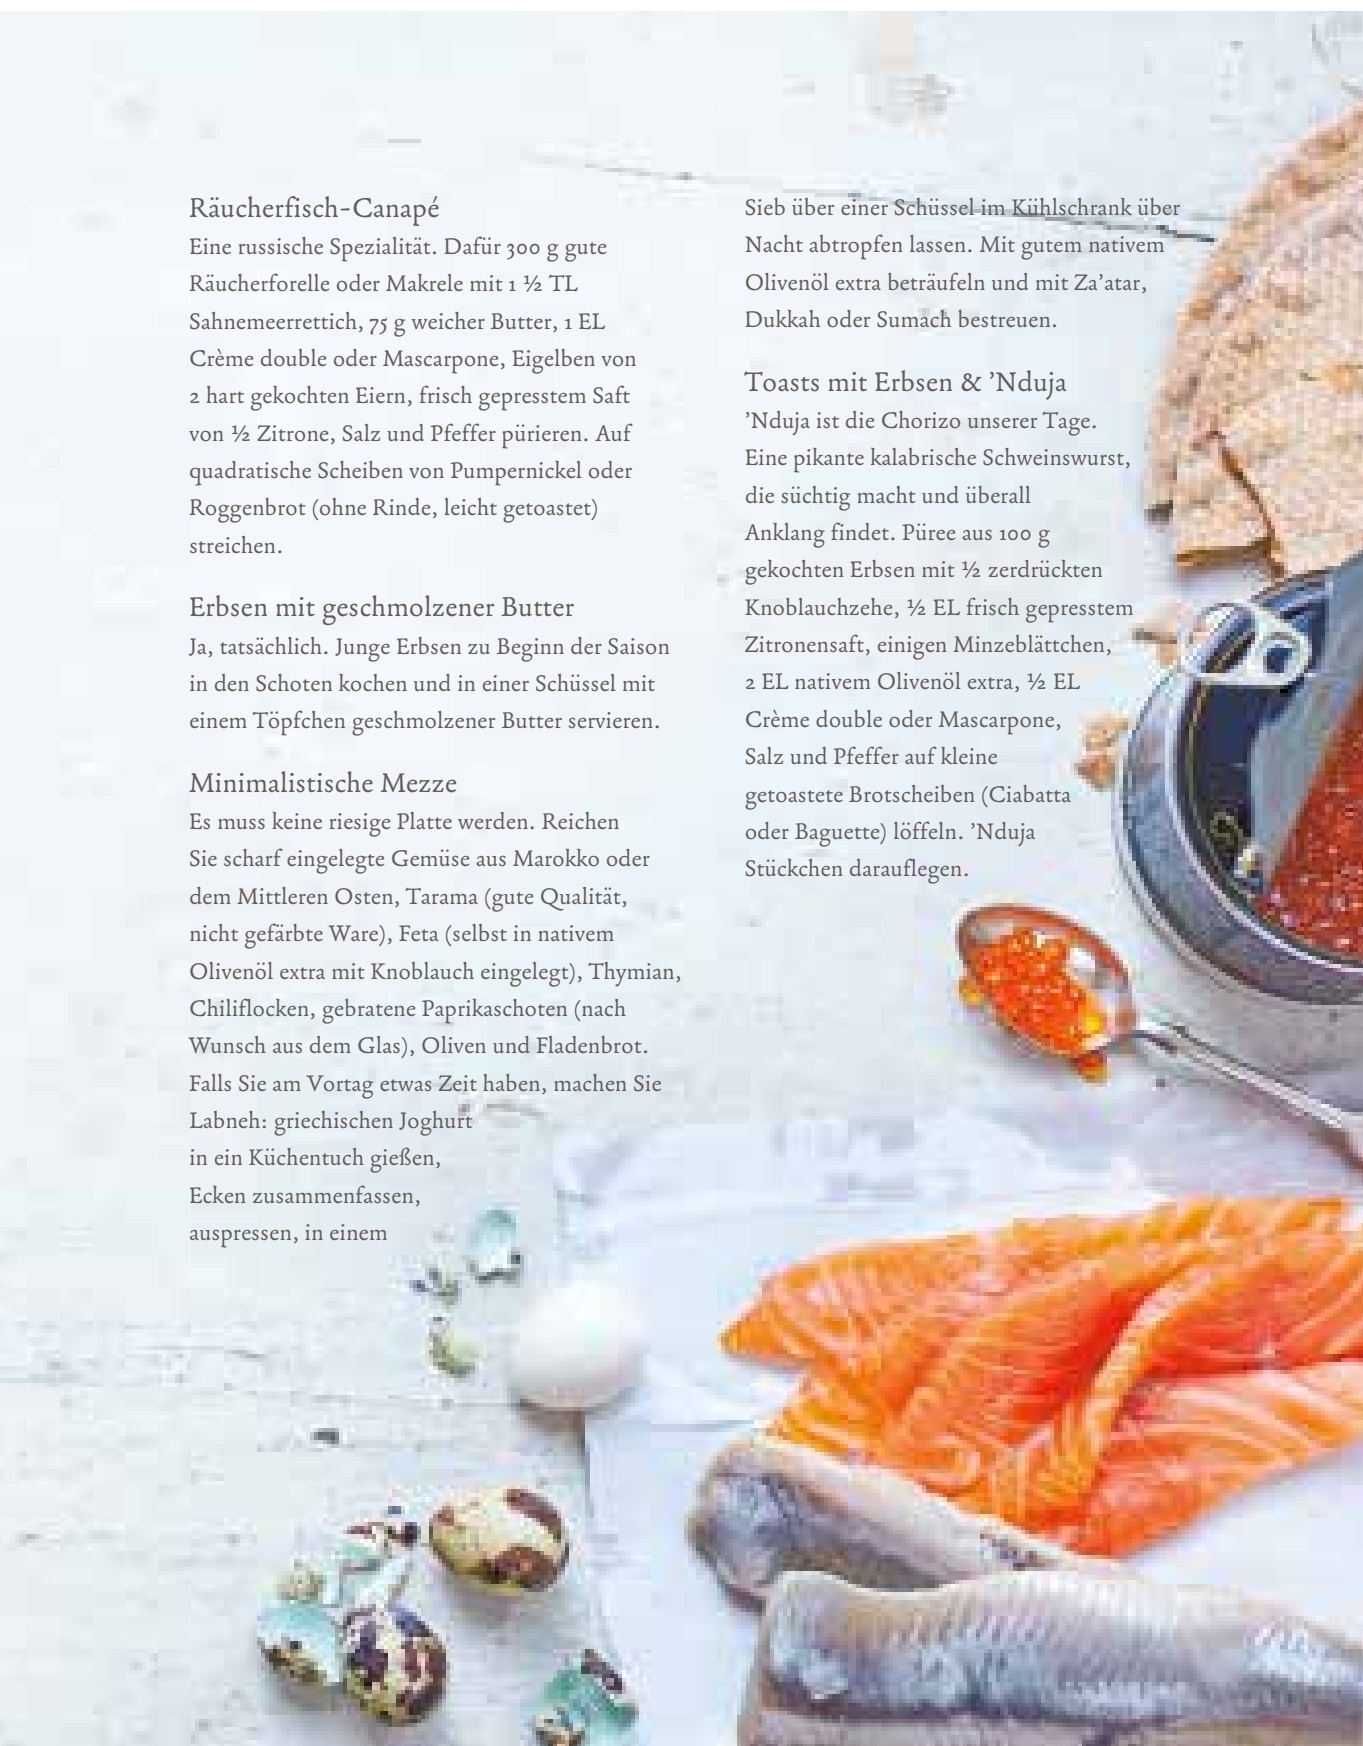 Räucherfisch-Canapé
Eine russische Spezialität. Dafür 300 g gute
Räucherforelle oder Makrele mit 1 ½ TL
Sahnemeerrettich, 75 g weicher Butter, 1 EL
Crème double oder Mascarpone, Eigelben von
2 hart gekochten Eiern, frisch gepresstem Saft
von ½ Zitrone, Salz und Pfeffer pürieren. Auf
quadratische Scheiben von Pumpernickel oder
Roggenbrot (ohne Rinde, leicht getoastet)
streichen.
Erbsen mit geschmolzener Butter
Ja, tatsächlich. Junge Erbsen zu Beginn der Saison
in den Schoten kochen und in einer Schüssel mit
einem Töpfchen geschmolzener Butter servieren.
Minimalistische Mezze
Es muss keine riesige Platte werden. Reichen
Sie scharf eingelegte Gemüse aus Marokko oder
dem Mittleren Osten, Tarama (gute Qualität,
nicht gefärbte Ware), Feta (selbst in nativem
Olivenöl extra mit Knoblauch eingelegt), Thymian,
Chiliflocken, gebratene Paprikaschoten (nach
Wunsch aus dem Glas), Oliven und Fladenbrot.
Falls Sie am Vortag etwas Zeit haben, machen Sie
Labneh: griechischen Joghurt
in ein Küchentuch gießen,
Ecken zusammenfassen,
auspressen, in einem
Sieb über einer Schüssel im Kühlschrank über
Nacht abtropfen lassen. Mit gutem nativem
Olivenöl extra beträufeln und mit Za’atar,
Dukkah oder Sumach bestreuen.
Toasts mit Erbsen & ’Nduja
’Nduja ist die Chorizo unserer Tage.
Eine pikante kalabrische Schweinswurst,
die süchtig macht und überall
Anklang findet. Püree aus 100 g
gekochten Erbsen mit ½ zerdrückten
Knoblauchzehe, ½ EL frisch gepresstem
Zitronensaft, einigen Minzeblättchen,
2 EL nativem Olivenöl extra, ½ EL
Crème double oder Mascarpone,
Salz und Pfeffer auf kleine
getoastete Brotscheiben (Ciabatta
oder Baguette) löffeln. ’Nduja
Stückchen darauflegen.